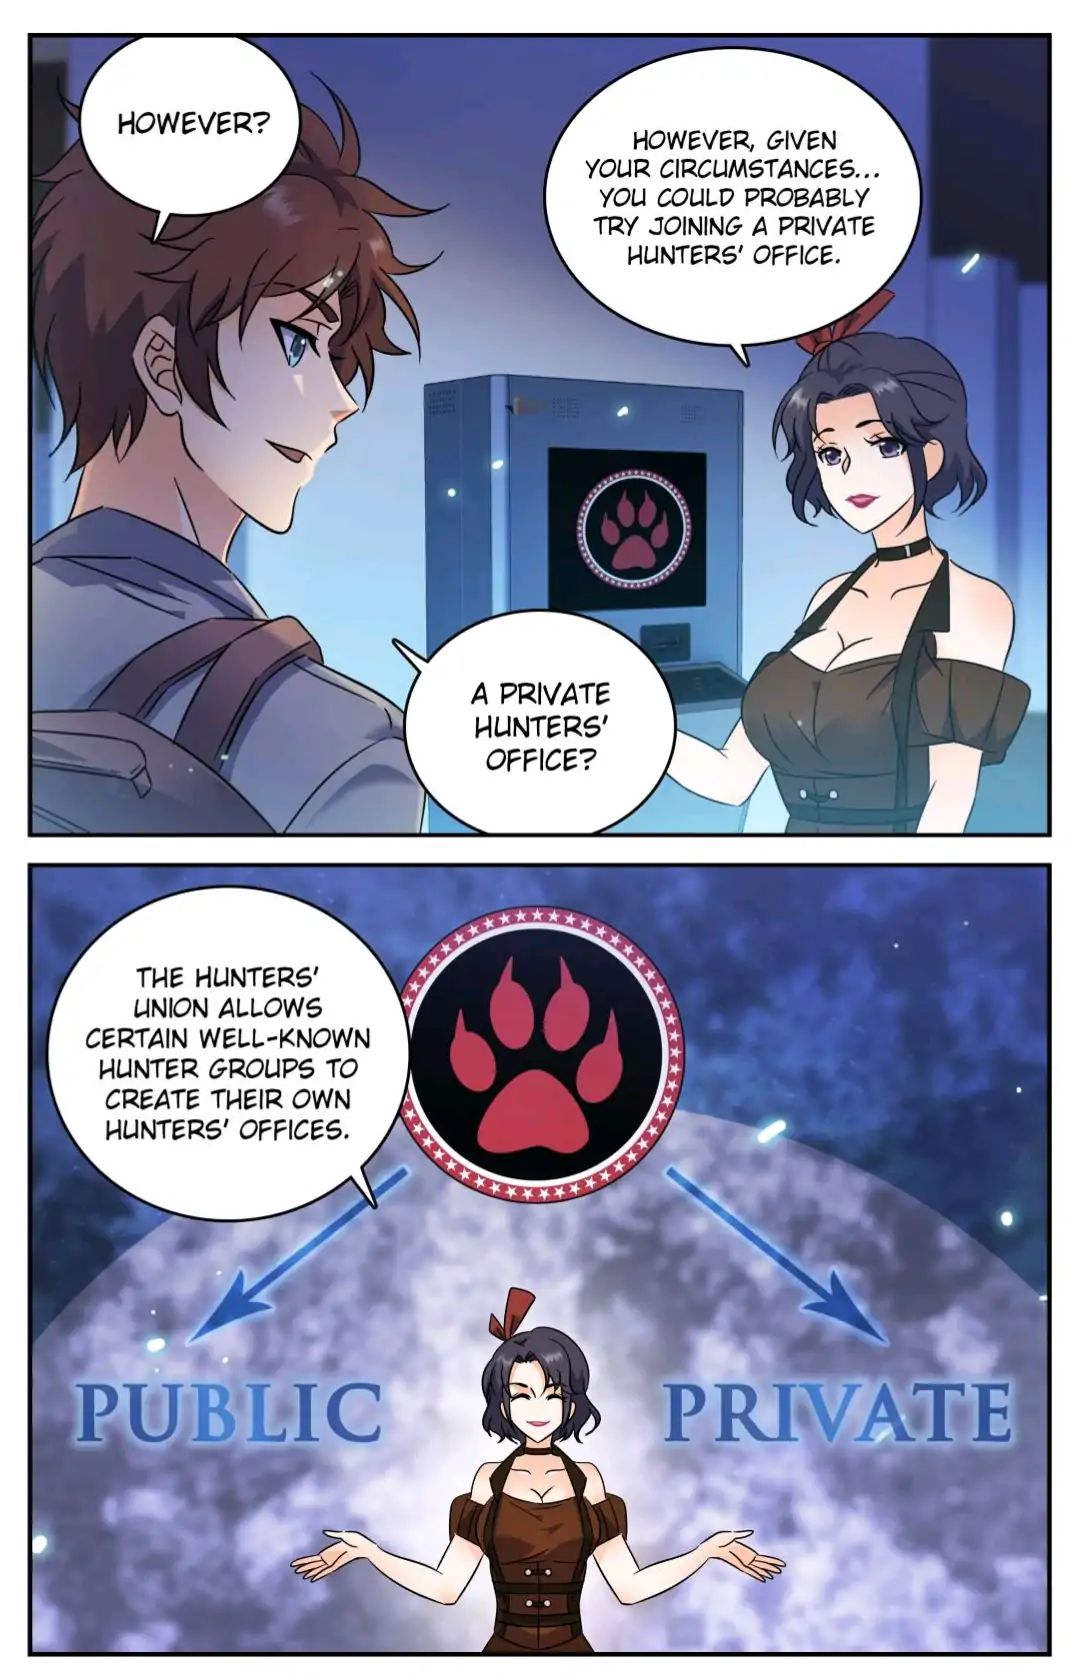 HOWEVER?
HOWEVER, GIVEN
YOUR CIRCUMSTANCES...
YOU COULD PROBABLY
TRY JOINING A PRIVATE
HUNTERS' OFFICE.
A PRIVATE
HUNTERS'
OFFICE?
THE HUNTERS'
UNION ALLOWS
CERTAIN WELL-KNOWN
HUNTER GROUPS TO
CREATE THEIR OWN
HUNTERS' OFFICES.
PUBLIC
PRIVATE